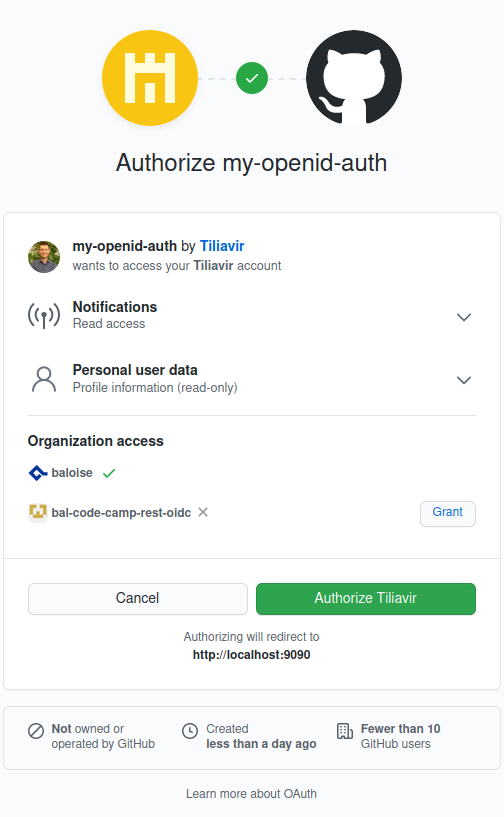 Authorize my-openid-auth
my-openid-auth by Tiliavir
wants to access your Tiliavir account
Notifications
Read access
Personal user data
Profile information (read-only)
Organization access
baloise
bal-code-camp-rest-oidc
Grant
Cancel
Authorize Tiliavir
Authorizing will redirect to
http://localhost:9090
Not owned or
operated by GitHub
Created
less than a day ago
Fewer than 10
GitHub users
Learn more about OAuth